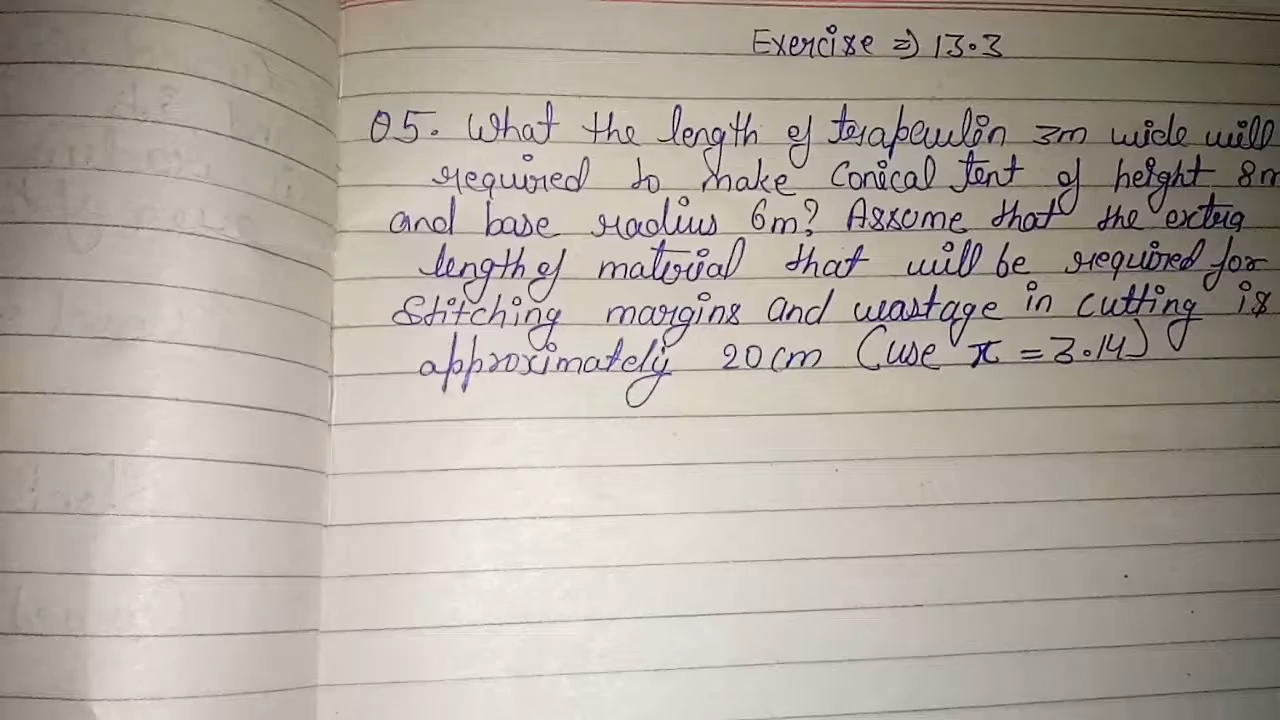 Exercise ⇒ 13.3
Q5. What the length of terapaulin 3m wide will
required to make Conical tent of height 8m
and base radius 6m? Assume that the extra
length of material that will be required for
Stitching margins and wastage in cutting is
approximately 20cm (use π = 3.14)